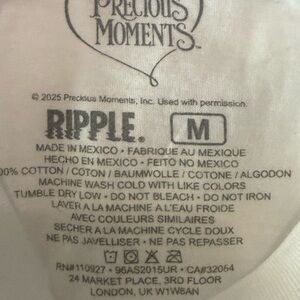 PRECIOUS
MOMENTS
© 2025 Precious Moments, Inc. Used with permission.
RIPPLE. M
MADE IN MEXICO • FABRIQUE AU MEXIQUE
HECHO EN MEXICO • FEITO NO MEXICO
00% COTTON / COTON / BAUMWOLLE / COTONE / ALGODON
MACHINE WASH COLD WITH LIKE COLORS
TUMBLE DRY LOW • DO NOT BLEACH • DO NOT IRON
LAVER A LA MACHINE A L'EAU FROIDE
AVEC COULEURS SIMILAIRES
SECHER A LA MACHINE CYCLE DOUX
NE PAS JAVELLISER • NE PAS REPASSER
RN#110927 • 96AS2015UR • CA#32054
24 MARKET PLACE, 3RD FLOOR
LONDON, UK W1W8AN